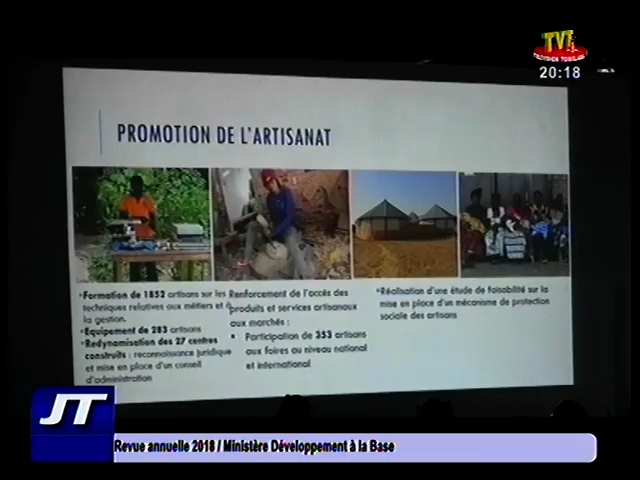 TVT
TELEVISION TOGOLAISE
20:18
PROMOTION DE L'ARTISANAT
Formation de 1852 artisans sur les
techniques relatives aux métiers et à
la gestion.
Equipement de 283 artisans
Redynamisation des 27 centres
construits : reconnaissance juridique
et mise en place d'un conseil
d'administration
Renforcement de l'accès des
produits et services artisanaux
aux marchés :
Participation de 353 artisans
aux foires au niveau national
et international
Réalisation d'une étude de faisabilité sur la
mise en place d'un mécanisme de protection
sociale des artisans
JT
Revue annuelle 2018 / Ministère Développement à la Base